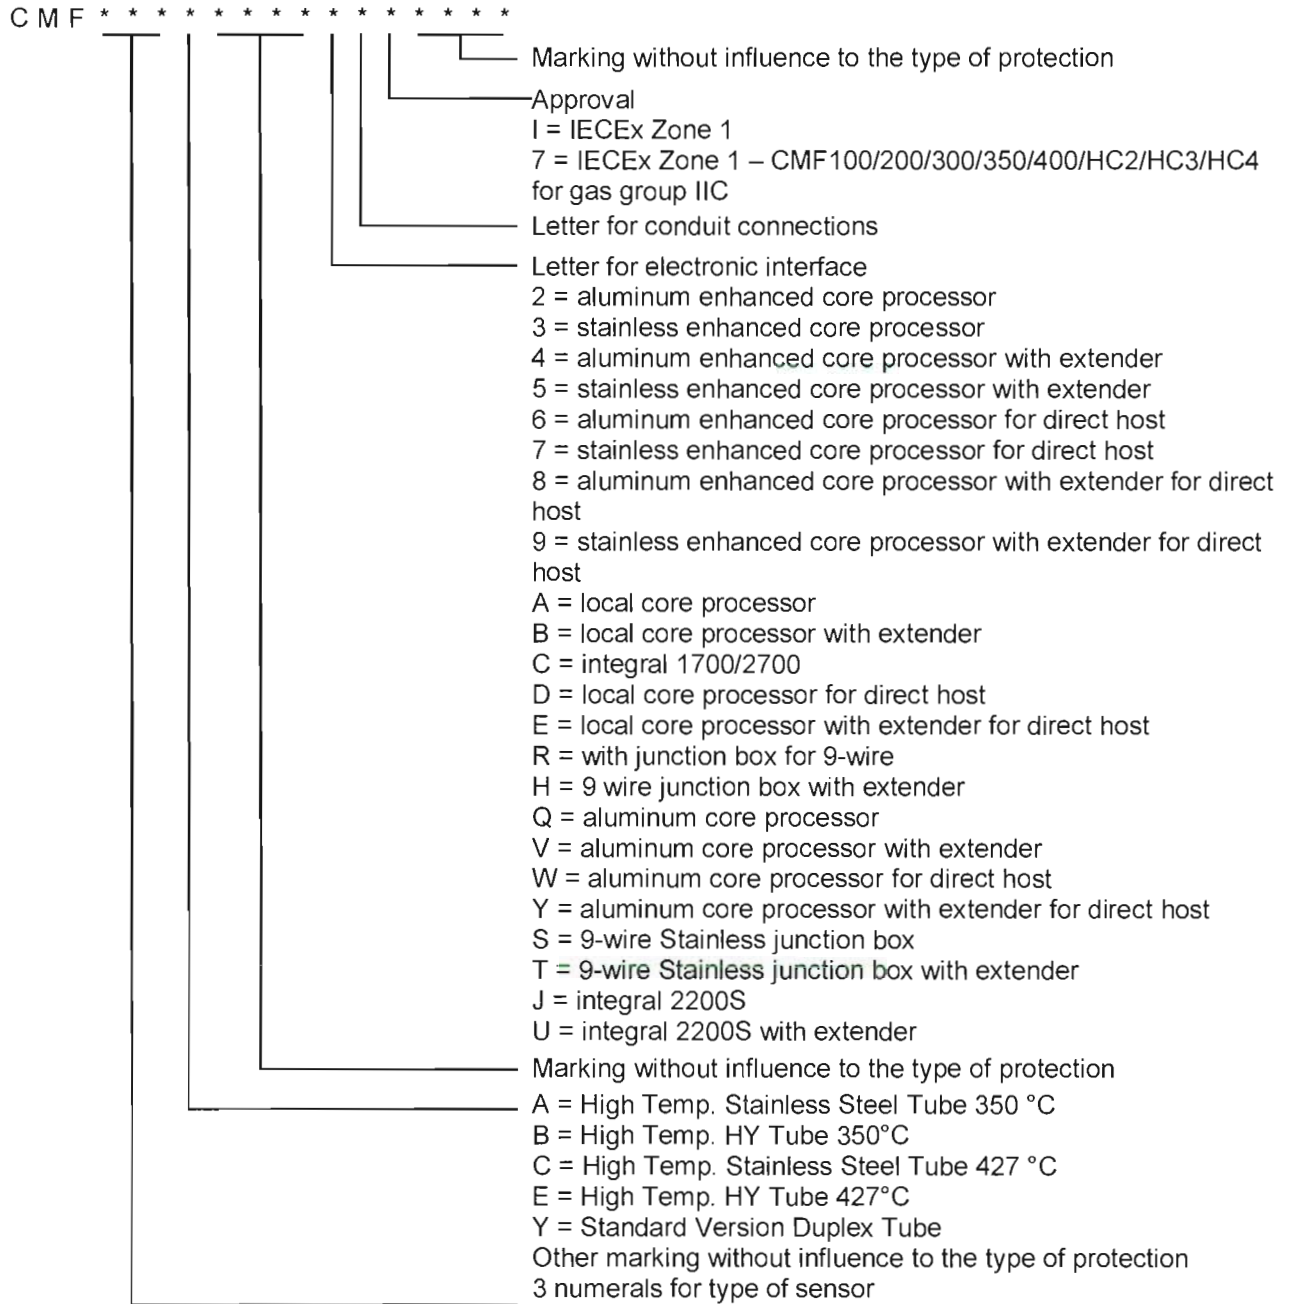 C M F * * * * * * * * * * * * * * *
Marking without influence to the type of protection
Approval
I = IECEx Zone 1
7 = IECEx Zone 1 – CMF100/200/300/350/400/HC2/HC3/HC4
for gas group IIC
Letter for conduit connections
Letter for electronic interface
2 = aluminum enhanced core processor
3 = stainless enhanced core processor
4 = aluminum enhanced core processor with extender
5 = stainless enhanced core processor with extender
6 = aluminum enhanced core processor for direct host
7 = stainless enhanced core processor for direct host
8 = aluminum enhanced core processor with extender for direct
host
9 = stainless enhanced core processor with extender for direct
host
A = local core processor
B = local core processor with extender
C = integral 1700/2700
D = local core processor for direct host
E = local core processor with extender for direct host
R = with junction box for 9-wire
H = 9 wire junction box with extender
Q = aluminum core processor
V = aluminum core processor with extender
W = aluminum core processor for direct host
Y = aluminum core processor with extender for direct host
S = 9-wire Stainless junction box
T = 9-wire Stainless junction box with extender
J = integral 2200S
U = integral 2200S with extender
Marking without influence to the type of protection
A = High Temp. Stainless Steel Tube 350 °C
B = High Temp. HY Tube 350°C
C = High Temp. Stainless Steel Tube 427 °C
E = High Temp. HY Tube 427°C
Y = Standard Version Duplex Tube
Other marking without influence to the type of protection
3 numerals for type of sensor